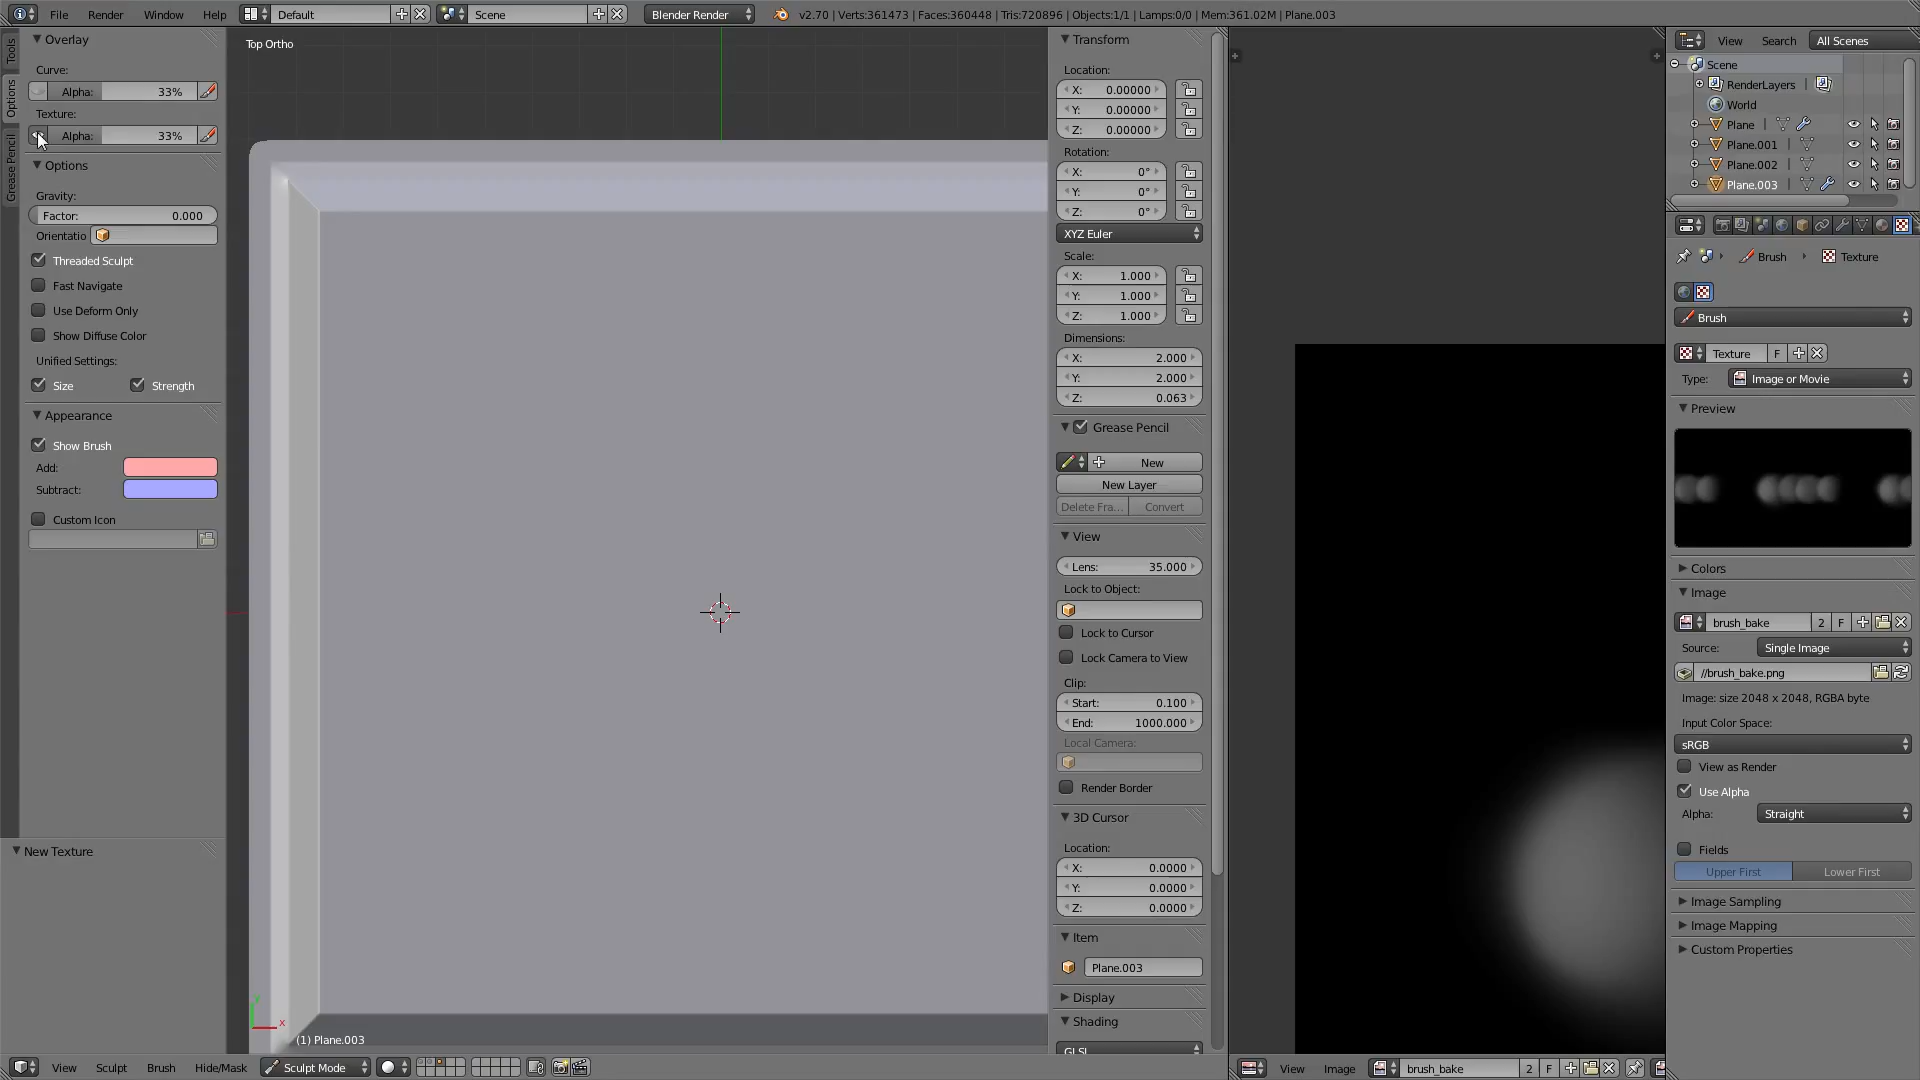 File Render Window Help Default Scene Blender Render v2.70 | Verts:361473 | Faces:360448 | Tris:720896 | Objects:1/1 | Lamps:0/0 | Mem:361.02M | Plane.003
Tools
Options
Grease Pencil
Overlay
Curve:
Alpha: 33%
Texture:
Alpha: 33%
Options
Gravity:
Factor: 0.000
Orientatio
Threaded Sculpt
Fast Navigate
Use Deform Only
Show Diffuse Color
Unified Settings:
Size Strength
Appearance
Show Brush
Add:
Subtract:
Custom Icon
New Texture
Top Ortho
y
x
(1) Plane.003
Transform
Location:
X: 0.00000
Y: 0.00000
Z: 0.00000
Rotation:
X: 0°
Y: 0°
Z: 0°
XYZ Euler
Scale:
X: 1.000
Y: 1.000
Z: 1.000
Dimensions:
X: 2.000
Y: 2.000
Z: 0.063
Grease Pencil
New
New Layer
Delete Fra... Convert
View
Lens: 35.000
Lock to Object:
Lock to Cursor
Lock Camera to View
Clip:
Start: 0.100
End: 1000.000
Local Camera:
Render Border
3D Cursor
Location:
X: 0.0000
Y: 0.0000
Z: 0.0000
Item
Plane.003
Display
Shading
GLSL
View Search All Scenes
Scene
RenderLayers
World
Plane
Plane.001
Plane.002
Plane.003
Brush Texture
Brush
Texture F
Type: Image or Movie
Preview
Colors
Image
brush_bake 2 F
Source: Single Image
//brush_bake.png
Image: size 2048 x 2048, RGBA byte
Input Color Space:
sRGB
View as Render
Use Alpha
Alpha: Straight
Fields
Upper First Lower First
Image Sampling
Image Mapping
Custom Properties
View Sculpt Brush Hide/Mask Sculpt Mode
View Image brush_bake 2 F